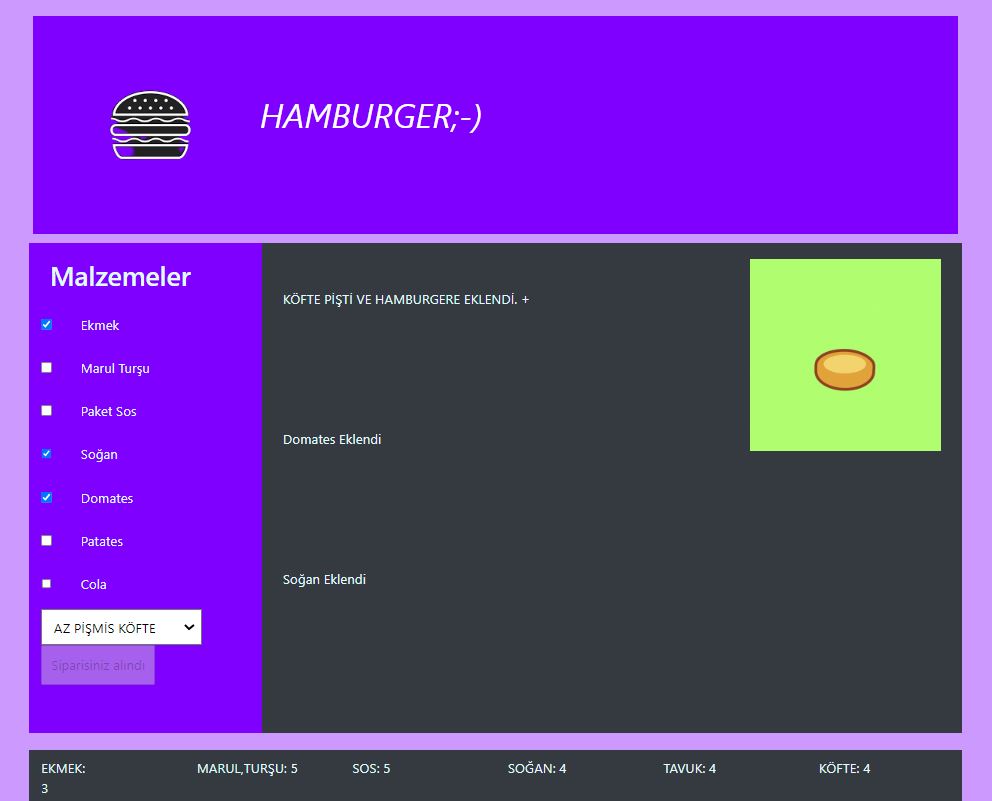 HAMBURGER;-)
Malzemeler
Ekmek
Marul Turşu
Paket Sos
Soğan
Domates
Patates
Cola
AZ PİŞMİS KÖFTE
Siparisiniz alındı
KÖFTE PİŞTİ VE HAMBURGERE EKLENDİ. +
Domates Eklendi
Soğan Eklendi
EKMEK: MARUL,TURŞU: 5 SOS: 5 SOĞAN: 4 TAVUK: 4 KÖFTE: 4
3